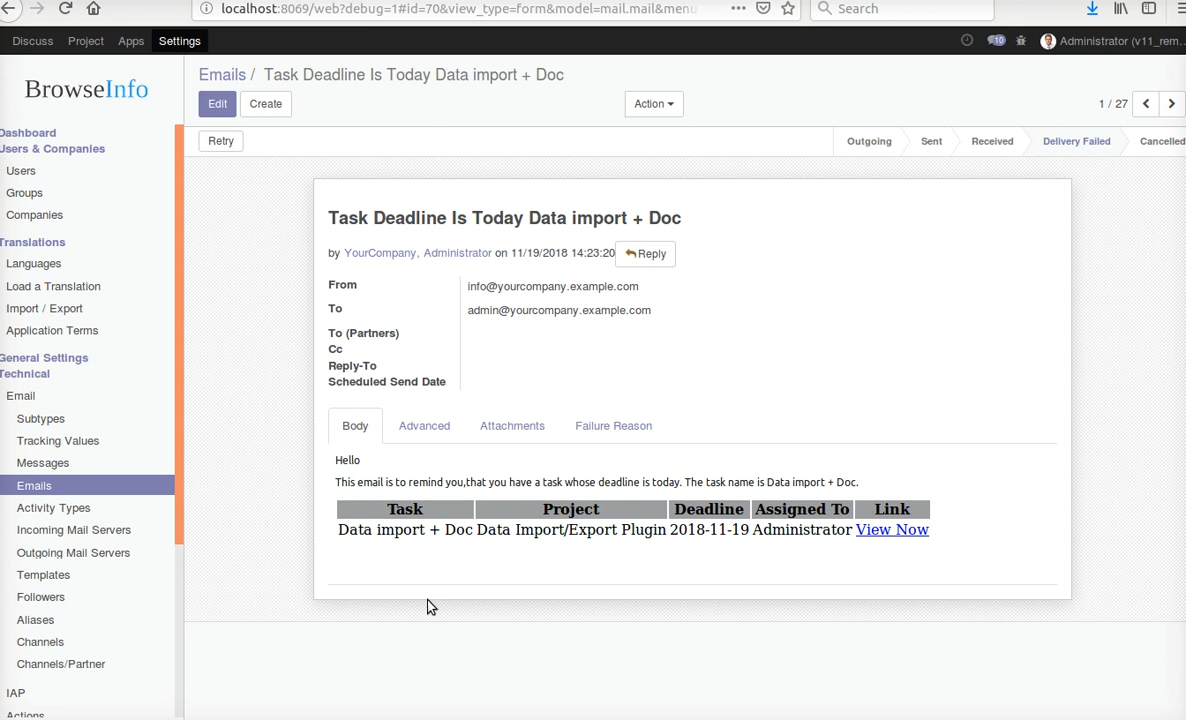 localhost:8069/web?debug=1#id=70&view_type=form&model=mail.mail&menu
Search
Discuss Project Apps Settings
10
Administrator (v11_rem...
BrowseInfo
Emails / Task Deadline Is Today Data import + Doc
Edit Create
Action
1 / 27
Retry
Outgoing Sent Received Delivery Failed Cancelled
Dashboard
Users & Companies
Users
Groups
Companies
Translations
Languages
Load a Translation
Import / Export
Application Terms
General Settings
Technical
Email
Subtypes
Tracking Values
Messages
Emails
Activity Types
Incoming Mail Servers
Outgoing Mail Servers
Templates
Followers
Aliases
Channels
Channels/Partner
IAP
Actions
Task Deadline Is Today Data import + Doc
by YourCompany, Administrator on 11/19/2018 14:23:20 Reply
From info@yourcompany.example.com
To admin@yourcompany.example.com
To (Partners)
Cc
Reply-To
Scheduled Send Date
Body Advanced Attachments Failure Reason
Hello
This email is to remind you,that you have a task whose deadline is today. The task name is Data import + Doc.
Task Project Deadline Assigned To Link
Data import + Doc Data Import/Export Plugin 2018-11-19 Administrator View Now